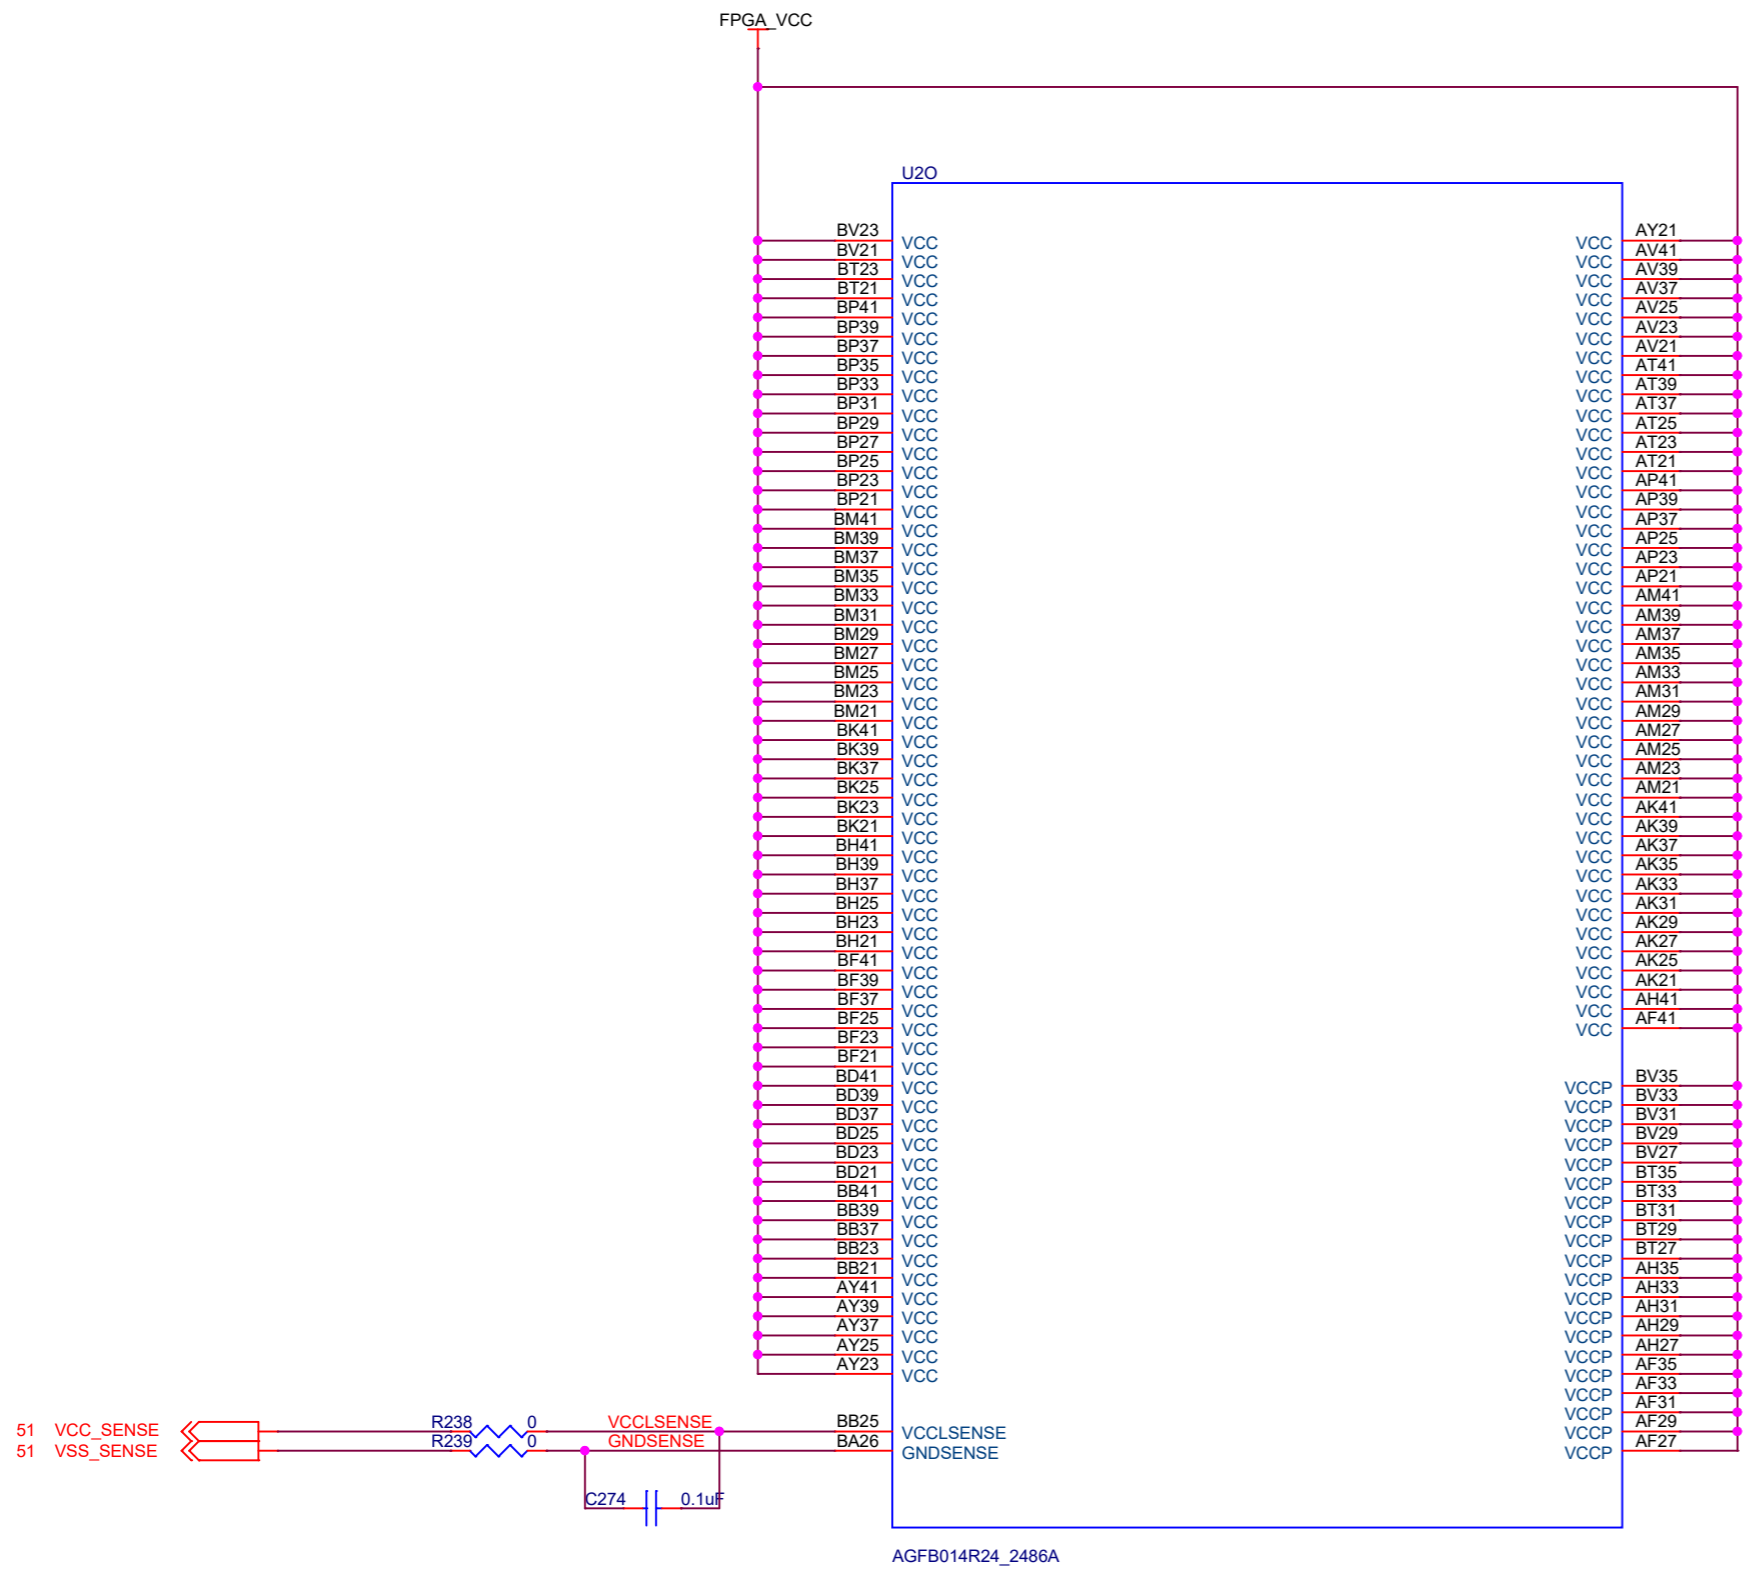 FPGA_VCC
U2O
BV23 VCC VCC AY21
BV21 VCC VCC AV41
BT23 VCC VCC AV39
BT21 VCC VCC AV37
BP41 VCC VCC AV25
BP39 VCC VCC AV23
BP37 VCC VCC AV21
BP35 VCC VCC AT41
BP33 VCC VCC AT39
BP31 VCC VCC AT37
BP29 VCC VCC AT25
BP27 VCC VCC AT23
BP25 VCC VCC AT21
BP23 VCC VCC AP41
BP21 VCC VCC AP39
BM41 VCC VCC AP37
BM39 VCC VCC AP25
BM37 VCC VCC AP23
BM35 VCC VCC AP21
BM33 VCC VCC AM41
BM31 VCC VCC AM39
BM29 VCC VCC AM37
BM27 VCC VCC AM35
BM25 VCC VCC AM33
BM23 VCC VCC AM31
BM21 VCC VCC AM29
BK41 VCC VCC AM27
BK39 VCC VCC AM25
BK37 VCC VCC AM23
BK25 VCC VCC AM21
BK23 VCC VCC AK41
BK21 VCC VCC AK39
BH41 VCC VCC AK37
BH39 VCC VCC AK35
BH37 VCC VCC AK33
BH25 VCC VCC AK31
BH23 VCC VCC AK29
BH21 VCC VCC AK27
BF41 VCC VCC AK25
BF39 VCC VCC AK21
BF37 VCC VCC AH41
BF25 VCC VCC AF41
BF23 VCC
BF21 VCC
BD41 VCC VCCP BV35
BD39 VCC VCCP BV33
BD37 VCC VCCP BV31
BD25 VCC VCCP BV29
BD23 VCC VCCP BV27
BD21 VCC VCCP BT35
BB41 VCC VCCP BT33
BB39 VCC VCCP BT31
BB37 VCC VCCP BT29
BB23 VCC VCCP BT27
BB21 VCC VCCP AH35
AY41 VCC VCCP AH33
AY39 VCC VCCP AH31
AY37 VCC VCCP AH29
AY25 VCC VCCP AH27
AY23 VCC VCCP AF35
VCCP AF33
VCCP AF31
51 VCC_SENSE R238 0 VCCLSENSE BB25 VCCLSENSE VCCP AF29
51 VSS_SENSE R239 0 GNDSENSE BA26 GNDSENSE VCCP AF27
C274 0.1uF
AGFB014R24_2486A